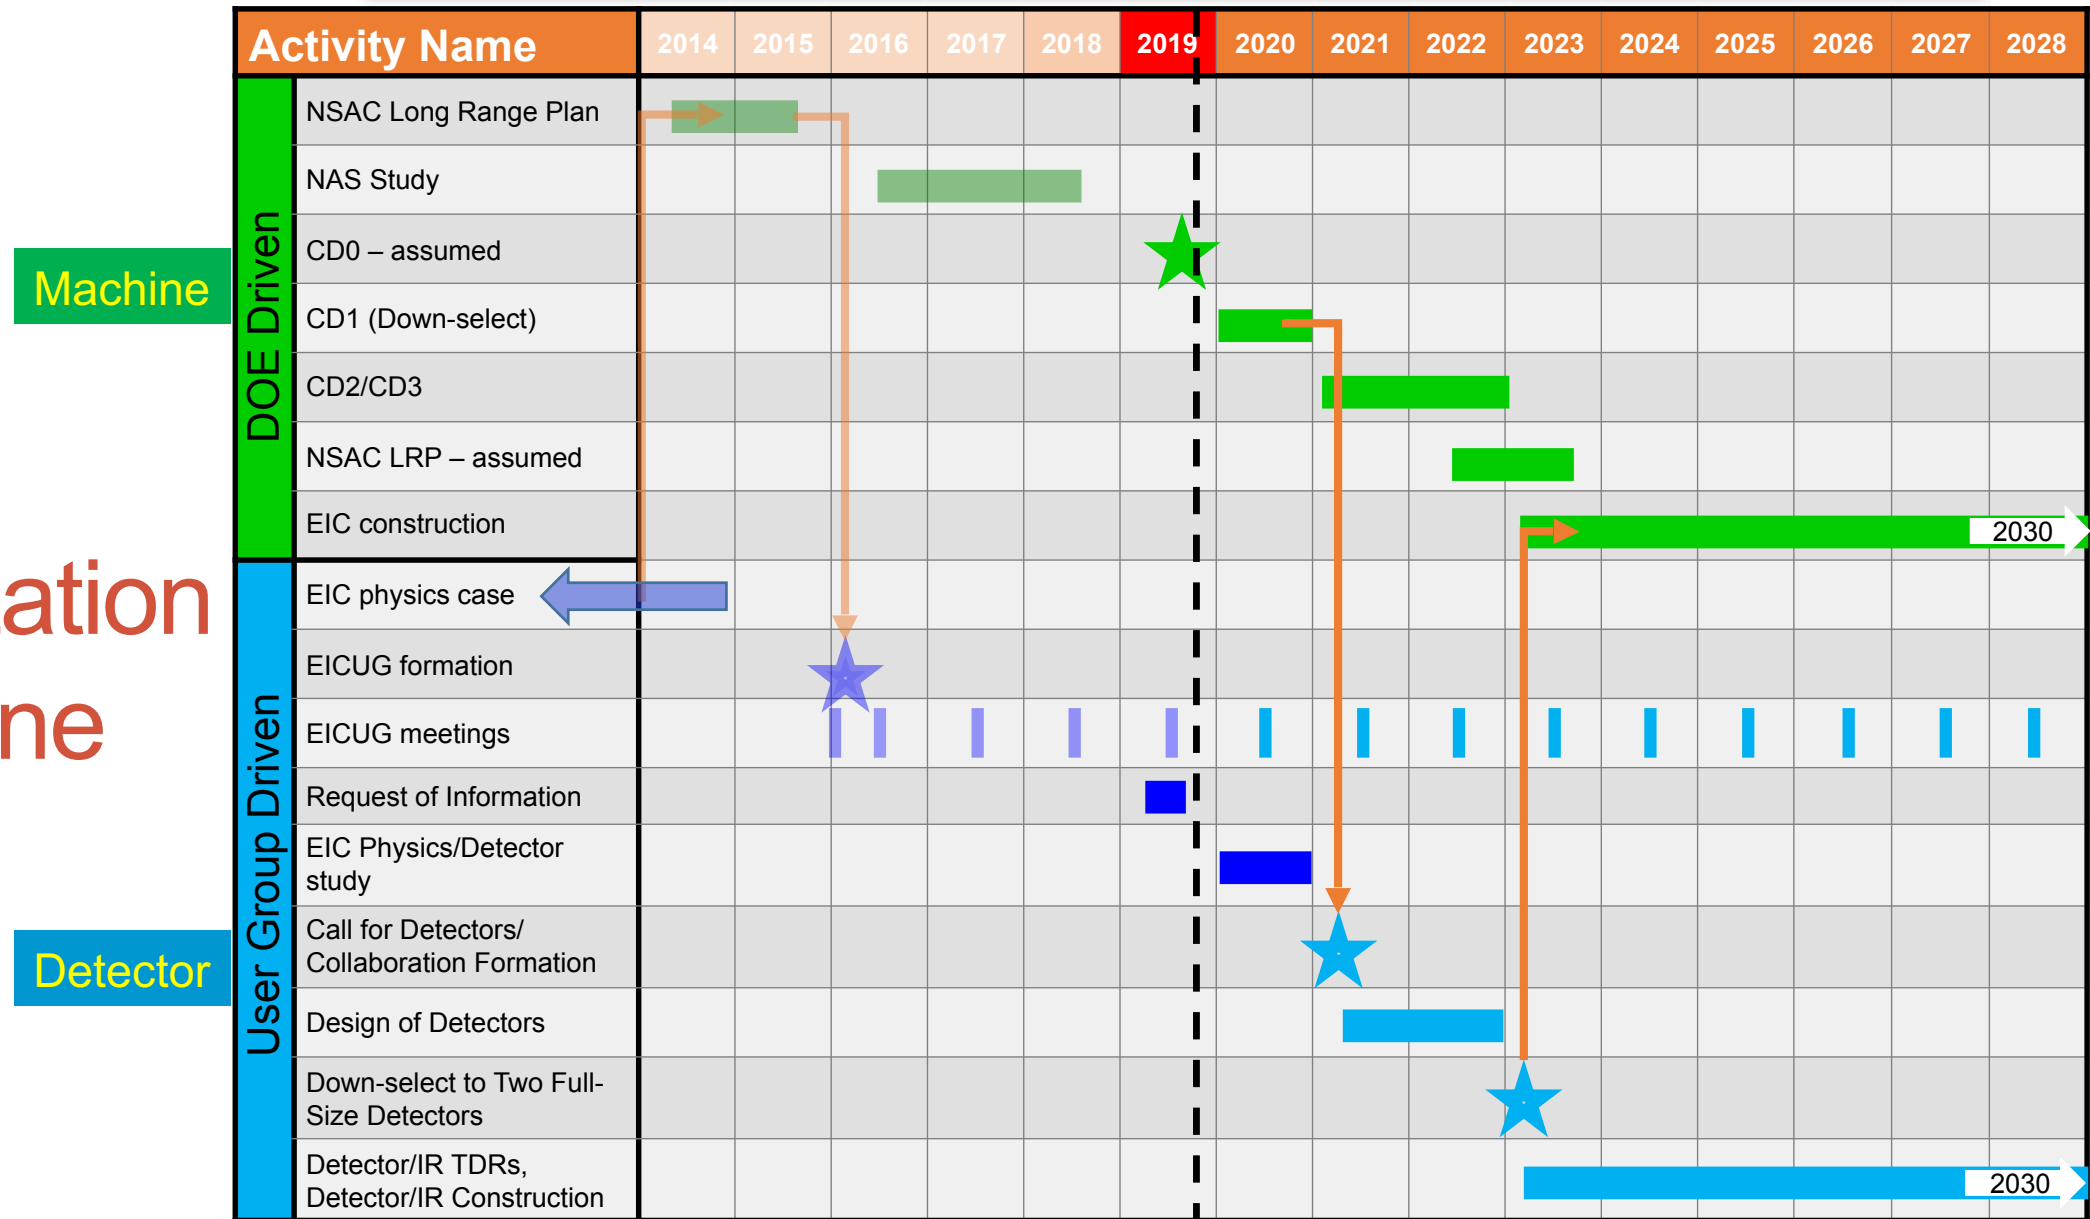 Activity Name 2014 2015 2016 2017 2018 2019 2020 2021 2022 2023 2024 2025 2026 2027 2028
Machine
DOE Driven
NSAC Long Range Plan
NAS Study
CD0 – assumed
CD1 (Down-select)
CD2/CD3
NSAC LRP – assumed
EIC construction
2030
ation
ne
Detector
User Group Driven
EIC physics case
EICUG formation
EICUG meetings
Request of Information
EIC Physics/Detector
study
Call for Detectors/
Collaboration Formation
Design of Detectors
Down-select to Two Full-
Size Detectors
Detector/IR TDRs,
Detector/IR Construction
2030